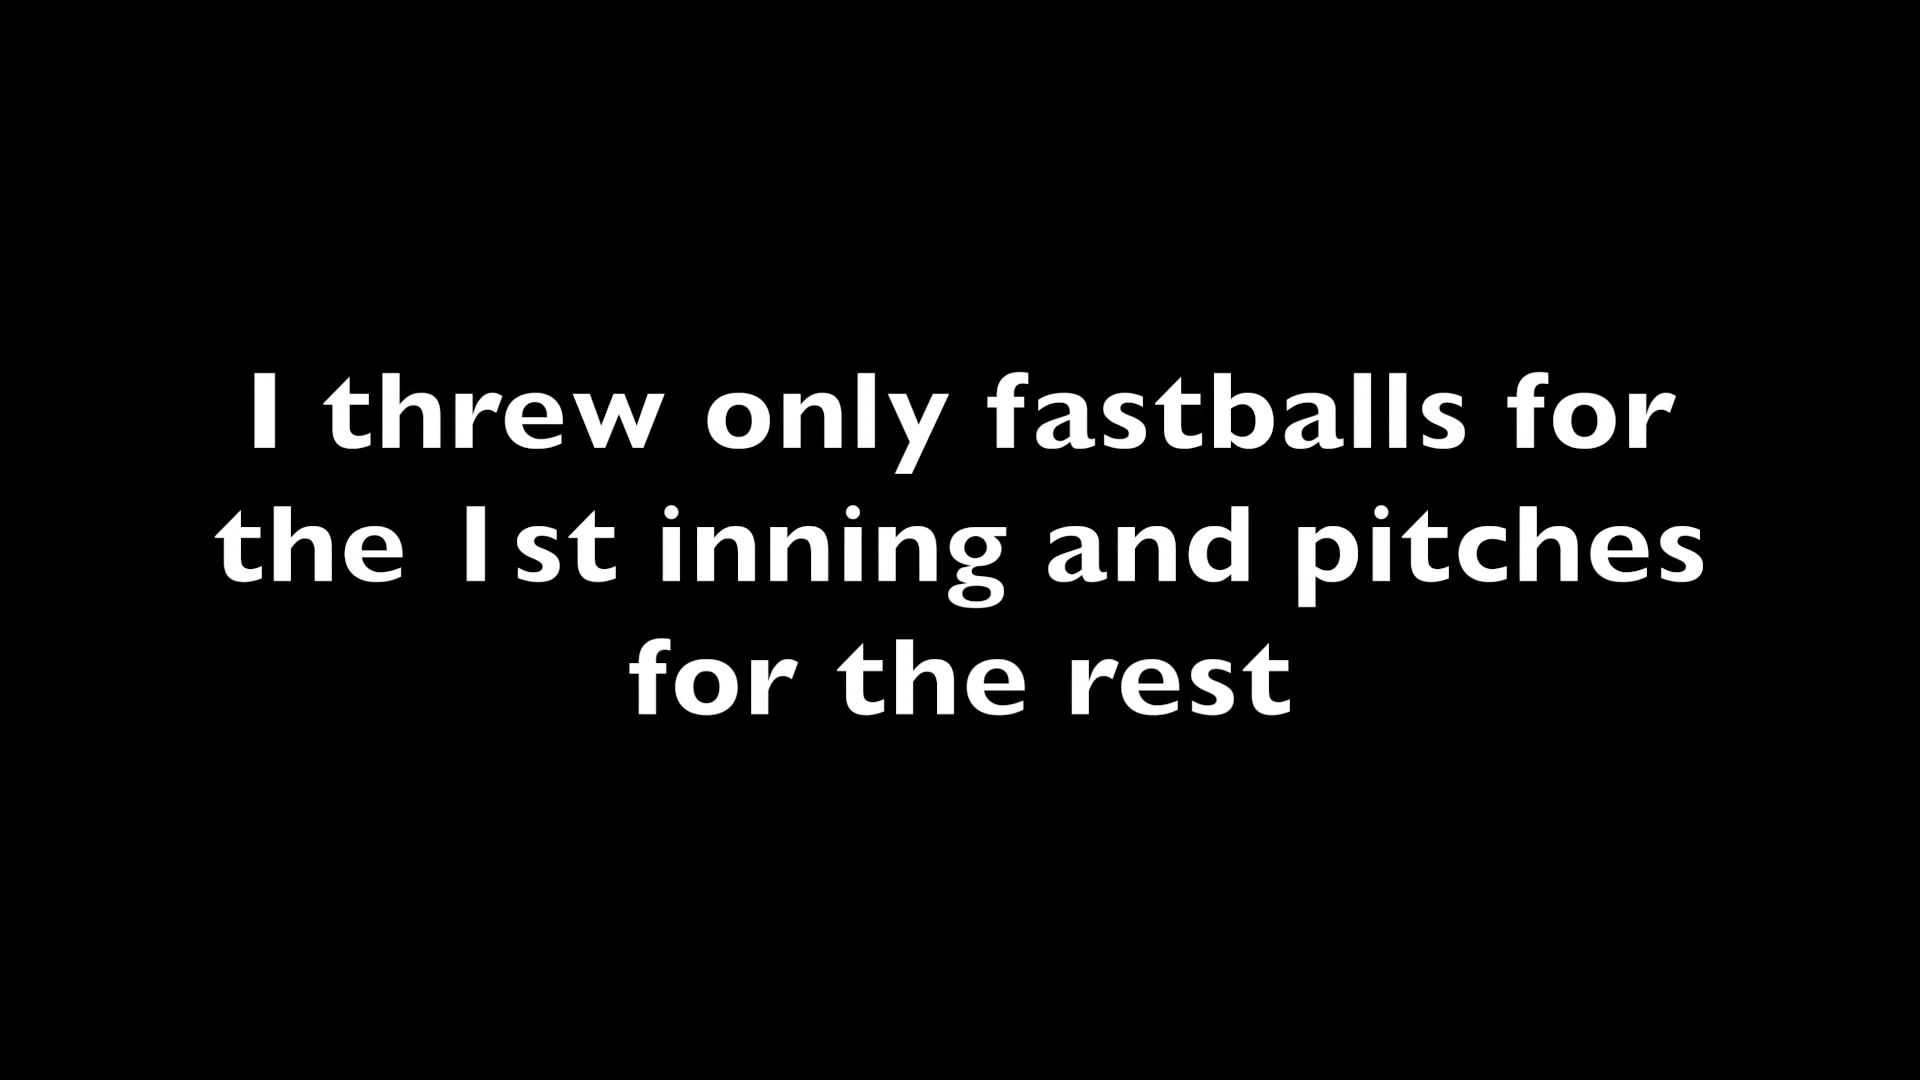 I threw only fastballs for
the 1st inning and pitches
for the rest